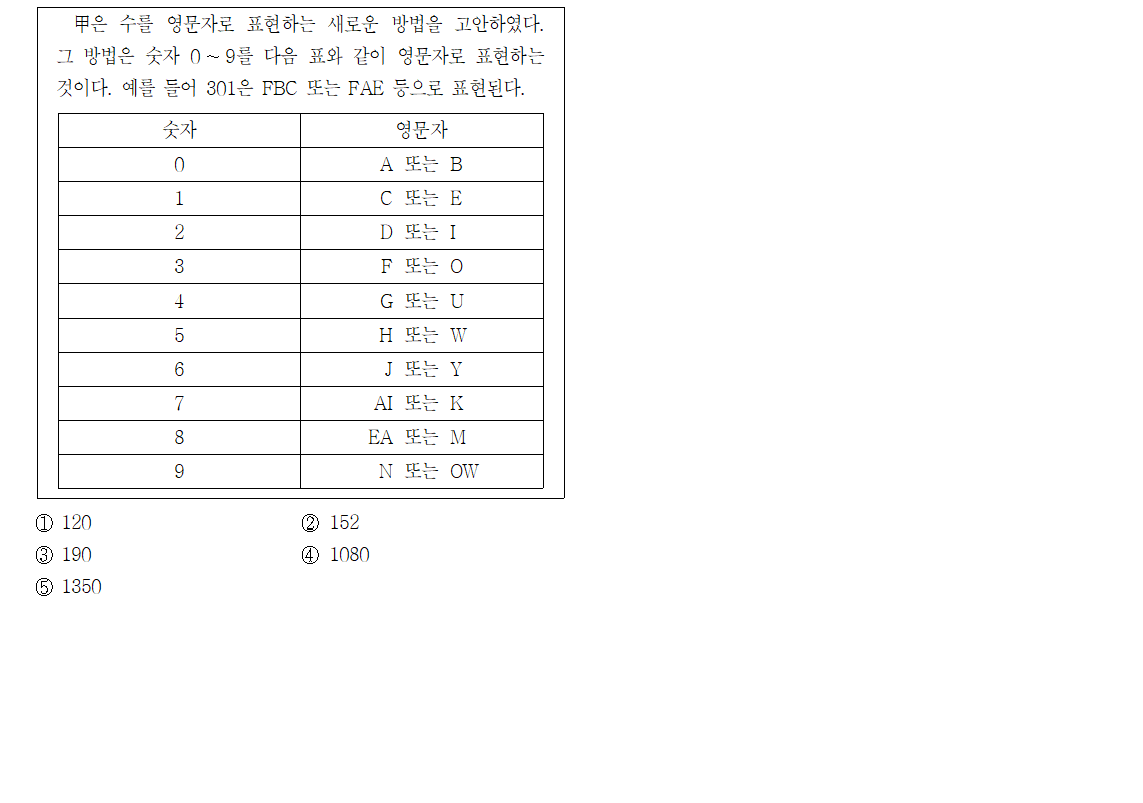 甲은 수를 영문자로 표현하는 새로운 방법을 고안하였다.
그 방법은 숫자 0～9를 다음 표와 같이 영문자로 표현하는
것이다. 예를 들어 301은 FBC 또는 FAE 등으로 표현된다.
숫자 영문자
0 A 또는 B
1 C 또는 E
2 D 또는 I
3 F 또는 O
4 G 또는 U
5 H 또는 W
6 J 또는 Y
7 AI 또는 K
8 EA 또는 M
9 N 또는 OW
① 120 ② 152
③ 190 ④ 1080
⑤ 1350